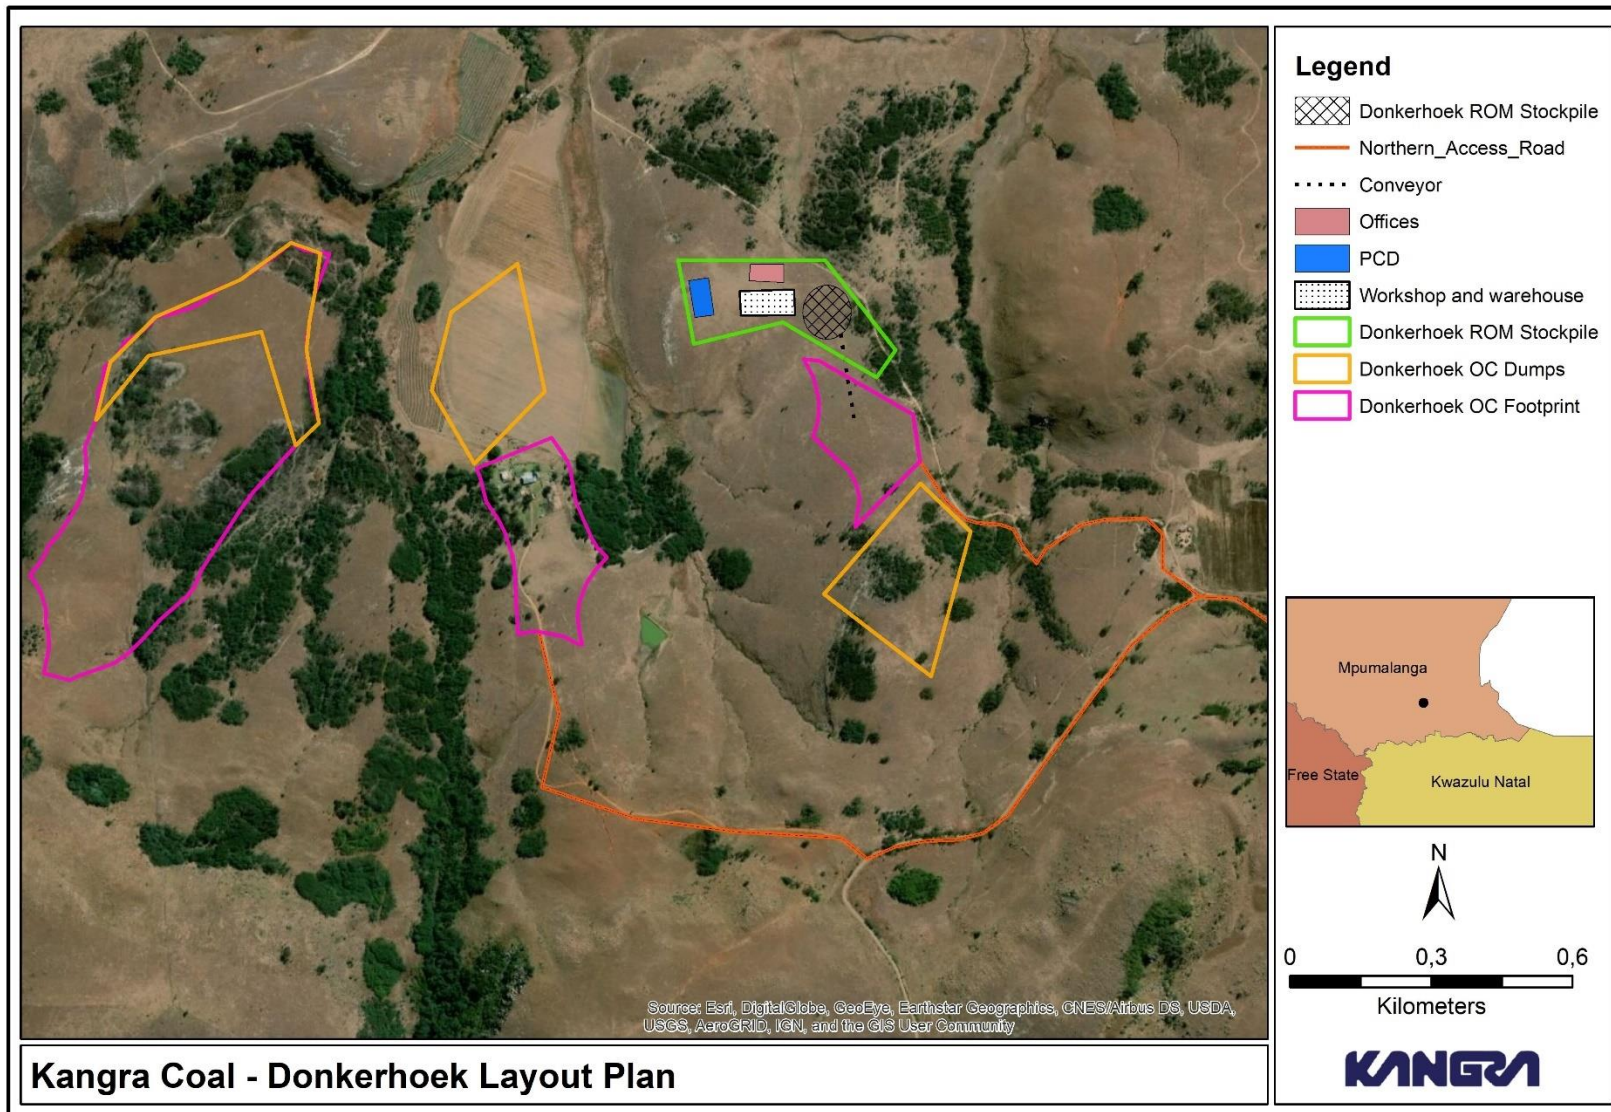 Legend
Donkerhoek ROM Stockpile
Northern_Access_Road
Conveyor
Offices
PCD
Workshop and warehouse
Donkerhoek ROM Stockpile
Donkerhoek OC Dumps
Donkerhoek OC Footprint
Mpumalanga
Free State
Kwazulu Natal
N
0 0,3 0,6
Kilometers
KANGRA
Source: Esri, DigitalGlobe, GeoEye, Earthstar Geographics, CNES/Airbus DS, USDA,
USGS, AeroGRID, IGN, and the GIS User Community
Kangra Coal - Donkerhoek Layout Plan